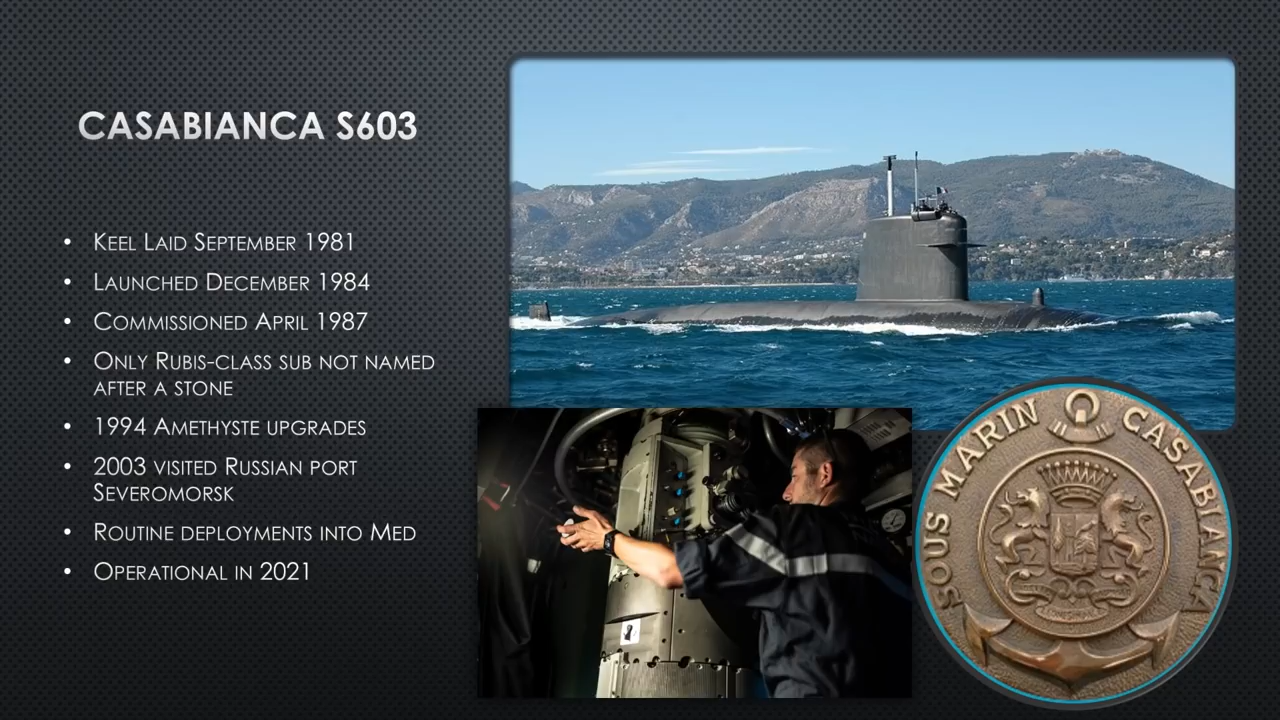 CASABIANCA S603
• KEEL LAID SEPTEMBER 1981
• LAUNCHED DECEMBER 1984
• COMMISSIONED APRIL 1987
• ONLY RUBIS-CLASS SUB NOT NAMED
AFTER A STONE
• 1994 AMETHYSTE UPGRADES
• 2003 VISITED RUSSIAN PORT
SEVEROMORSK
• ROUTINE DEPLOYMENTS INTO MED
• OPERATIONAL IN 2021
SOUS MARIN CASABIANCA